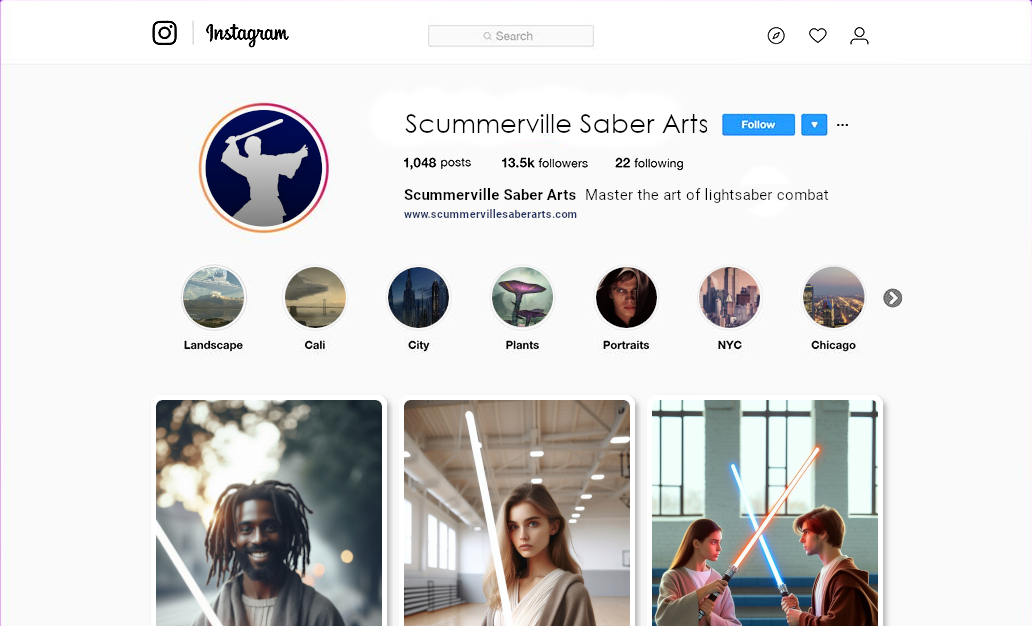 Instagram
Search
Scummerville Saber Arts Follow ...
1,048 posts 13.5k followers 22 following
Scummerville Saber Arts Master the art of lightsaber combat
www.scummervillesaberarts.com
Landscape Cali City Plants Portraits NYC Chicago